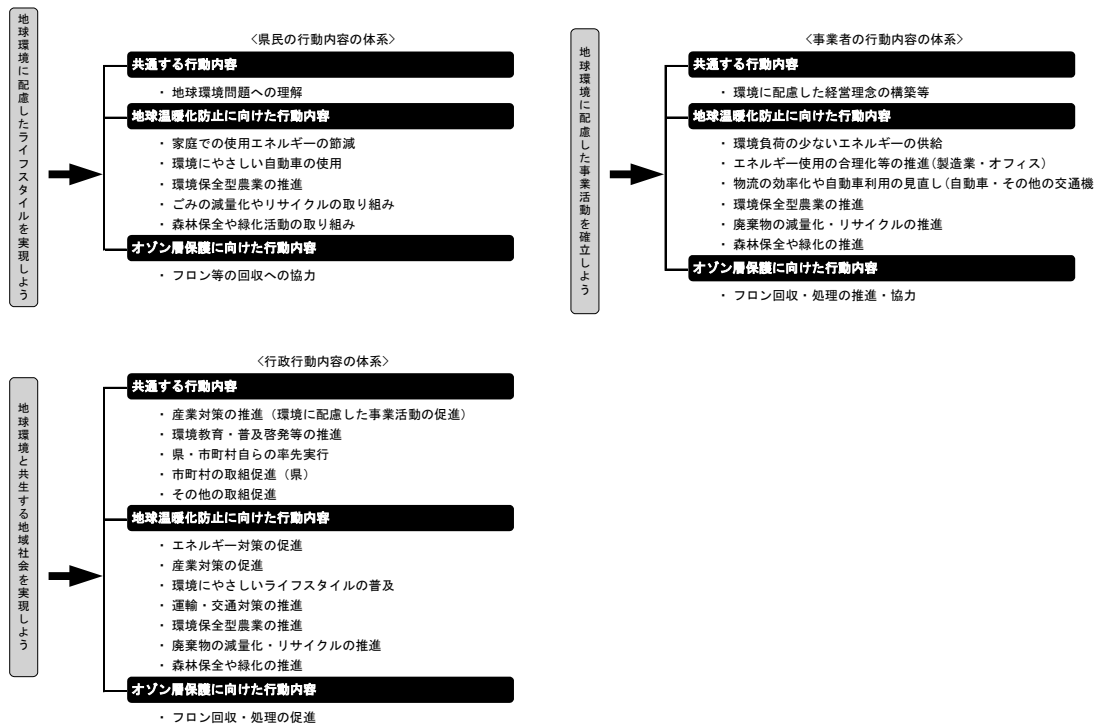 地球環境に配慮したライフスタイルを実現しよう
〈県民の行動内容の体系〉
共通する行動内容
・ 地球環境問題への理解
地球温暖化防止に向けた行動内容
・ 家庭での使用エネルギーの節減
・ 環境にやさしい自動車の使用
・ 環境保全型農業の推進
・ ごみの減量化やリサイクルの取り組み
・ 森林保全や緑化活動の取り組み
オゾン層保護に向けた行動内容
・ フロン等の回収への協力
地球環境に配慮した事業活動を確立しよう
〈事業者の行動内容の体系〉
共通する行動内容
・ 環境に配慮した経営理念の構築等
地球温暖化防止に向けた行動内容
・ 環境負荷の少ないエネルギーの供給
・ エネルギー使用の合理化等の推進(製造業・オフィス)
・ 物流の効率化や自動車利用の見直し(自動車・その他の交通機
・ 環境保全型農業の推進
・ 廃棄物の減量化・リサイクルの推進
・ 森林保全や緑化の推進
オゾン層保護に向けた行動内容
・ フロン回収・処理の推進・協力
地球環境と共生する地域社会を実現しよう
〈行政行動内容の体系〉
共通する行動内容
・ 産業対策の推進（環境に配慮した事業活動の促進）
・ 環境教育・普及啓発等の推進
・ 県・市町村自らの率先実行
・ 市町村の取組促進（県）
・ その他の取組促進
地球温暖化防止に向けた行動内容
・ エネルギー対策の促進
・ 産業対策の促進
・ 環境にやさしいライフスタイルの普及
・ 運輸・交通対策の推進
・ 環境保全型農業の推進
・ 廃棄物の減量化・リサイクルの推進
・ 森林保全や緑化の推進
オゾン層保護に向けた行動内容
・ フロン回収・処理の促進